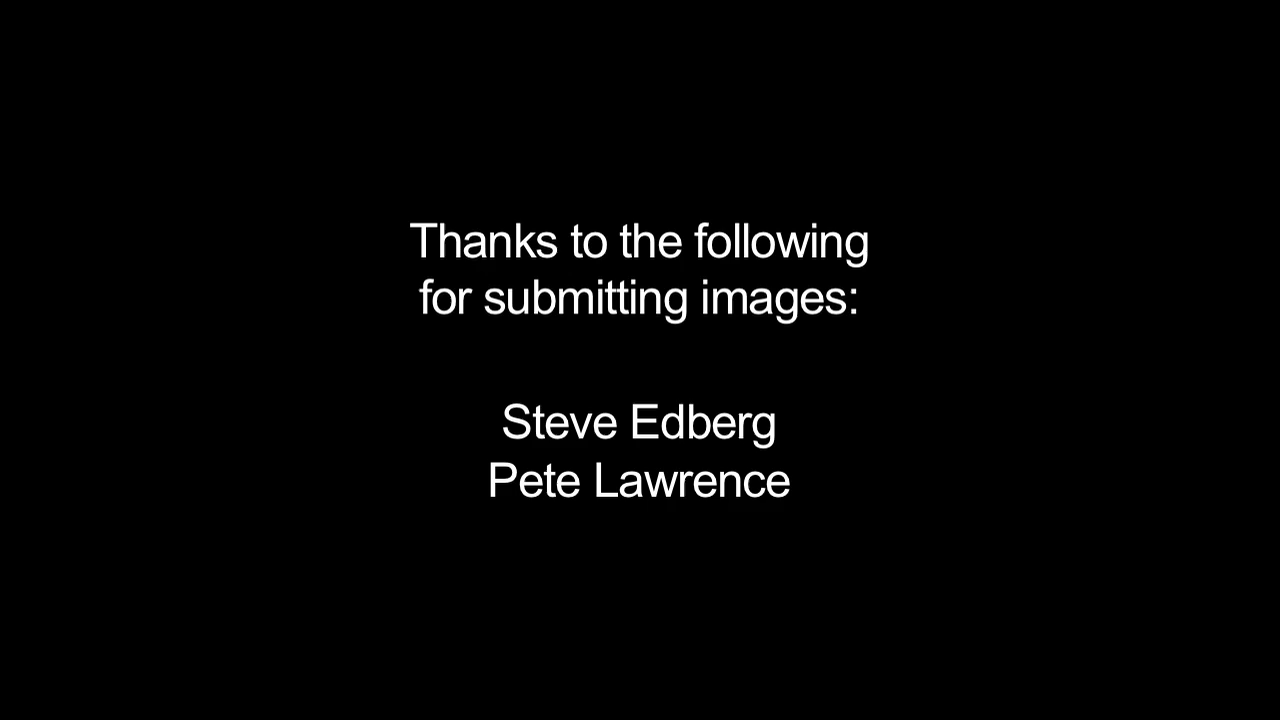 Thanks to the following
for submitting images:
Steve Edberg
Pete Lawrence